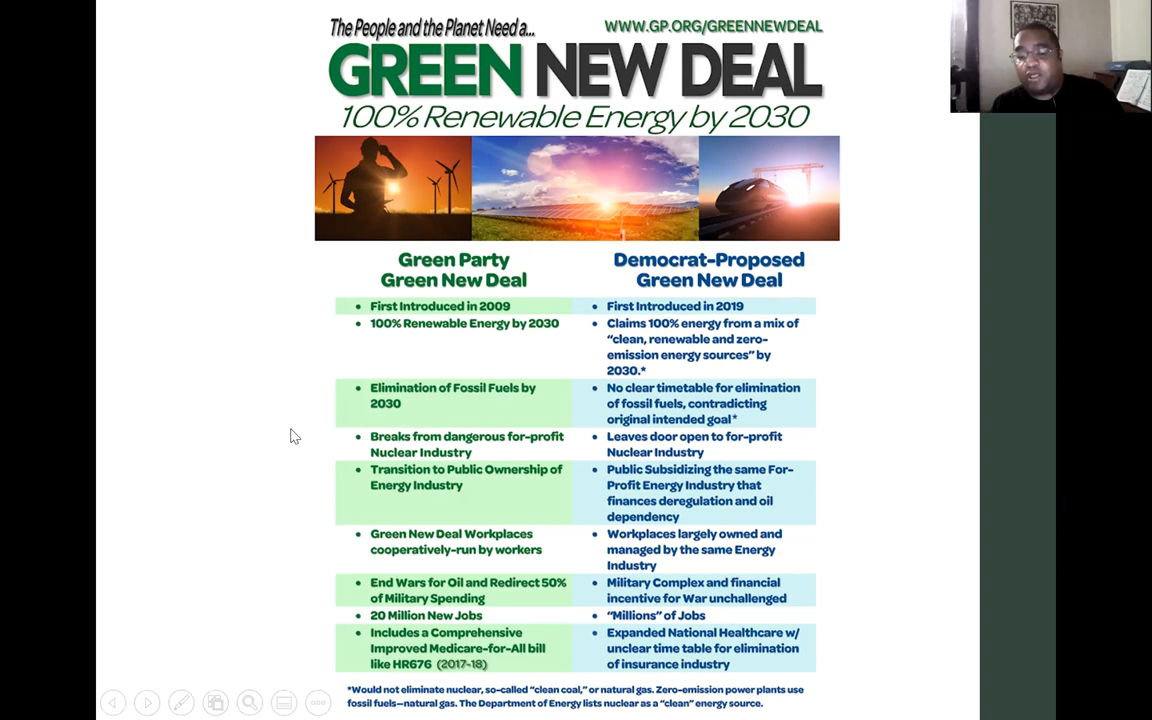 The People and the Planet Need a...
WWW.GP.ORG/GREENNEWDEAL
GREEN NEW DEAL
100% Renewable Energy by 2030
Green Party
Green New Deal
• First Introduced in 2009
• 100% Renewable Energy by 2030
• Elimination of Fossil Fuels by
2030
• Breaks from dangerous for-profit
Nuclear Industry
• Transition to Public Ownership of
Energy Industry
• Green New Deal Workplaces
cooperatively-run by workers
• End Wars for Oil and Redirect 50%
of Military Spending
• 20 Million New Jobs
• Includes a Comprehensive
Improved Medicare-for-All bill
like HR676 (2017-18)
Democrat-Proposed
Green New Deal
• First Introduced in 2019
• Claims 100% energy from a mix of
“clean, renewable and zero-
emission energy sources” by
2030.*
• No clear timetable for elimination
of fossil fuels, contradicting
original intended goal*
• Leaves door open to for-profit
Nuclear Industry
• Public Subsidizing the same For-
Profit Energy Industry that
finances deregulation and oil
dependency
• Workplaces largely owned and
managed by the same Energy
Industry
• Military Complex and financial
incentive for War unchallenged
• “Millions” of Jobs
• Expanded National Healthcare w/
unclear time table for elimination
of insurance industry
*Would not eliminate nuclear, so-called “clean coal,” or natural gas. Zero-emission power plants use
fossil fuels—natural gas. The Department of Energy lists nuclear as a “clean” energy source.